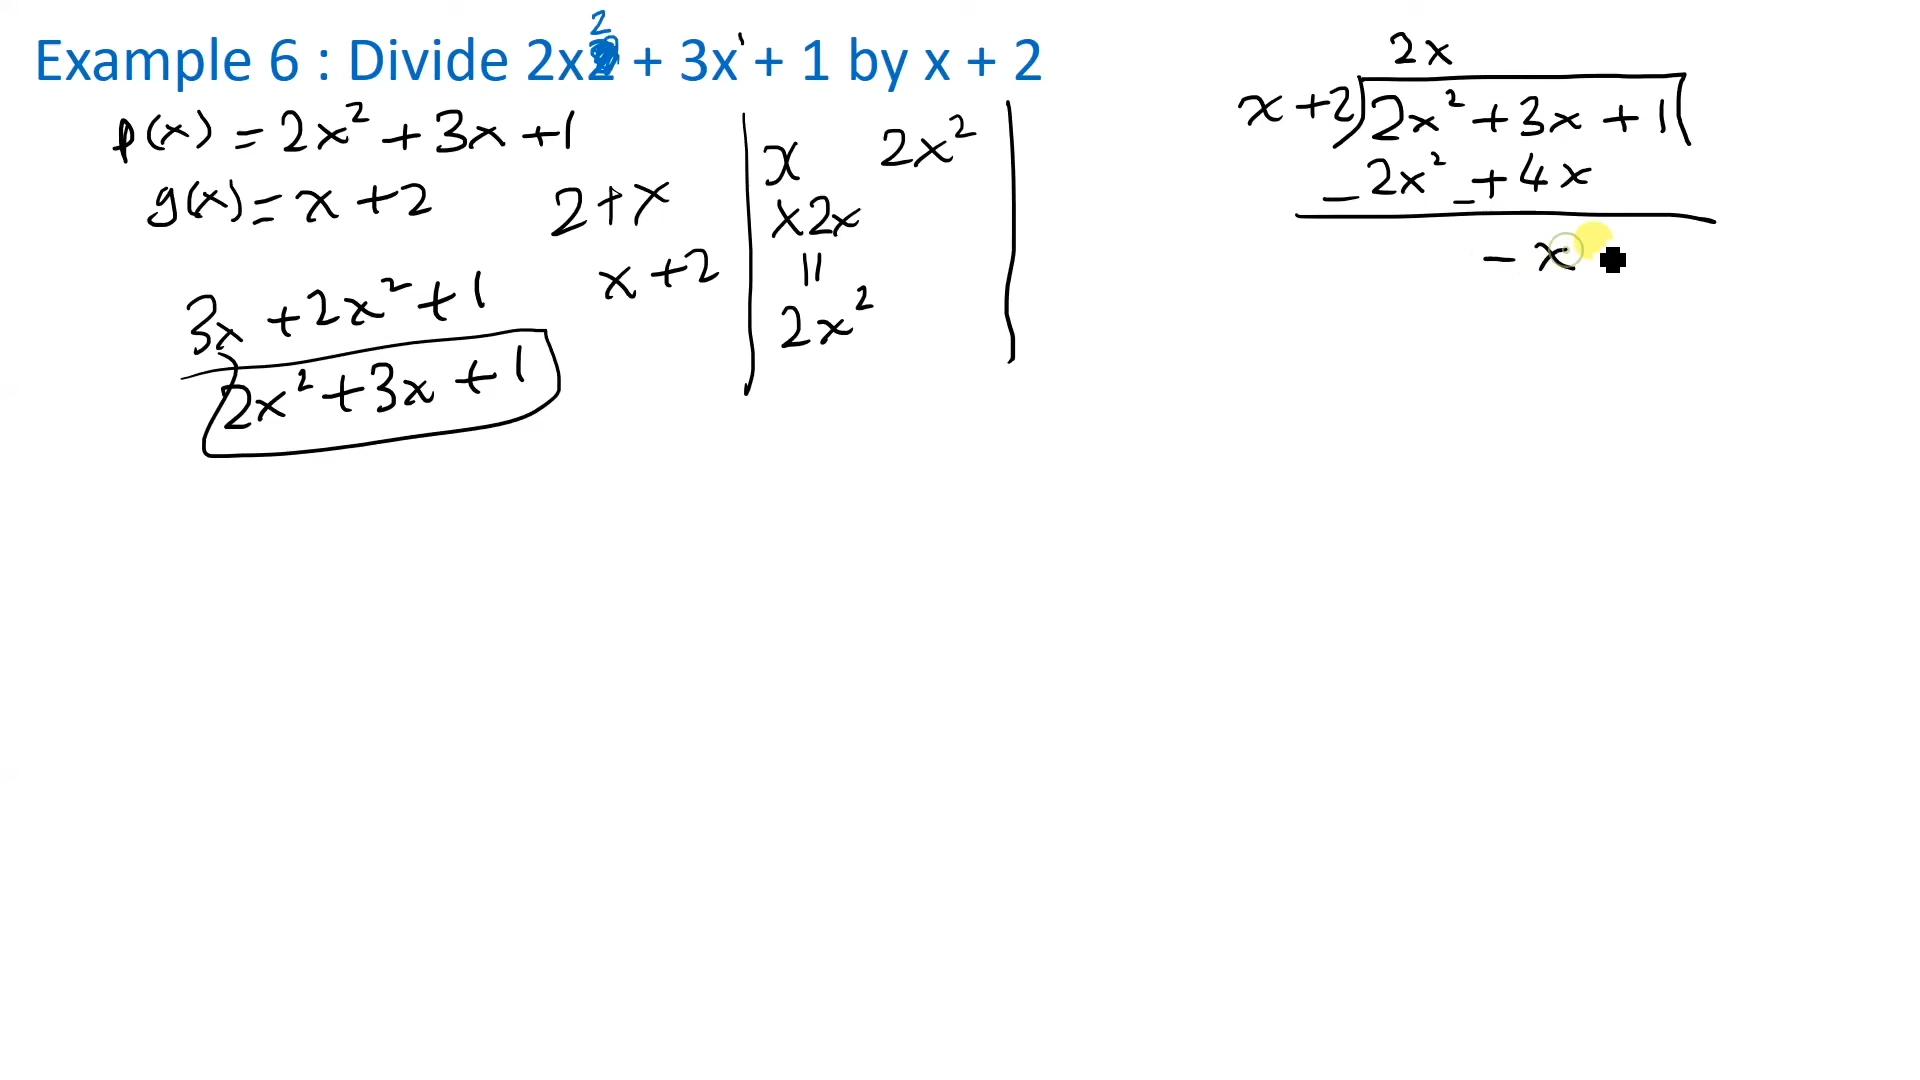 Example 6 : Divide 2x² + 3x¹ + 1 by x + 2
p(x) = 2x² + 3x + 1
g(x) = x + 2
2 + x
x + 2
3x + 2x² + 1
2x² + 3x + 1
x 2x²
x 2x
||
2x²
2x
x + 2 ) 2x² + 3x + 1 (
2x² + 4x
— –
- x